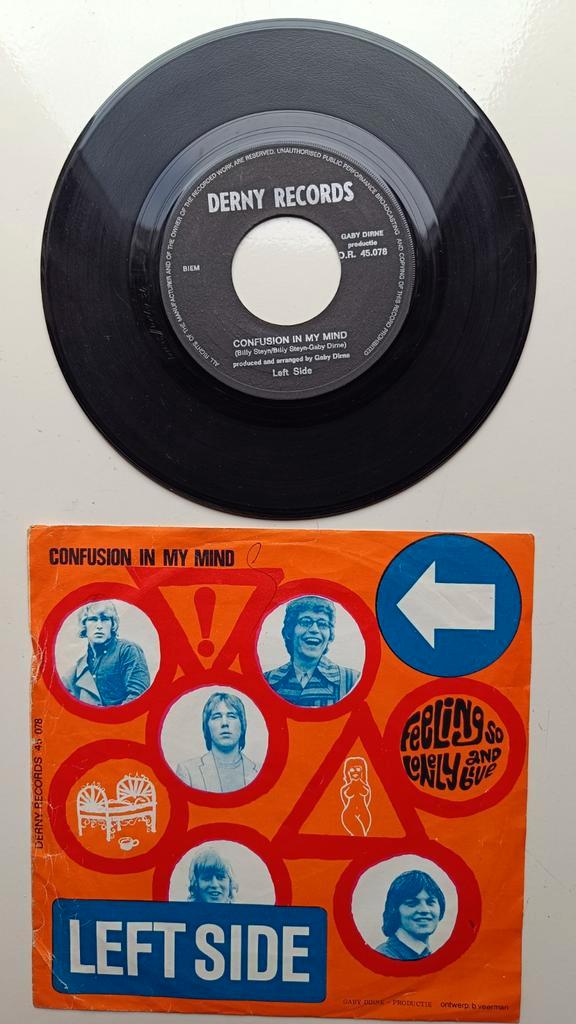 ALL RIGHTS OF THE MANUFACTURER AND OF THE OWNER OF THE RECORDED WORK ARE RESERVED. UNAUTHORISED PUBLIC PERFORMANCE BROADCASTING AND COPYING OF THIS RECORD PROHIBITED
DERNY RECORDS
GABY DIRNE
productie
D.R. 45.078
BIEM
CONFUSION IN MY MIND
(Billy Steyn/Billy Steyn-Gaby Dirne)
produced and arranged by Gaby Dirne
Left Side
CONFUSION IN MY MIND
!
FEELING SO
LONELY AND
BLUE
DERNY RECORDS 45 078
LEFT SIDE
GABY DIRNE - PRODUCTIE
ontwerp: b.veerman